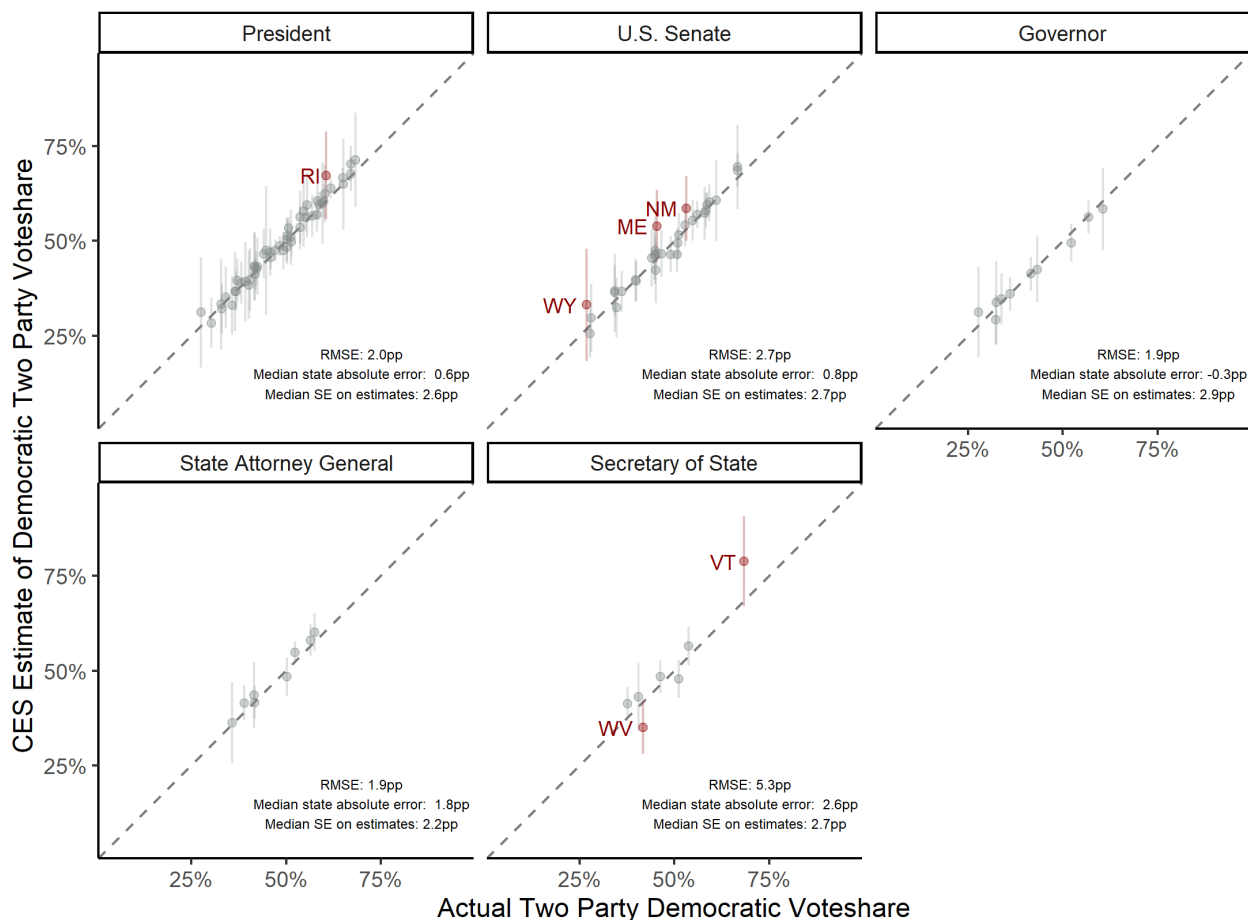 President
U.S. Senate
Governor
CES Estimate of Democratic Two Party Voteshare
75%
50%
25%
RI
RMSE: 2.0pp
Median state absolute error:  0.6pp
Median SE on estimates: 2.6pp
NM
ME
WY
RMSE: 2.7pp
Median state absolute error:  0.8pp
Median SE on estimates: 2.7pp
RMSE: 1.9pp
Median state absolute error: -0.3pp
Median SE on estimates: 2.9pp
25% 50% 75%
State Attorney General
Secretary of State
75%
50%
25%
RMSE: 1.9pp
Median state absolute error:  1.8pp
Median SE on estimates: 2.2pp
VT
WV
RMSE: 5.3pp
Median state absolute error:  2.6pp
Median SE on estimates: 2.7pp
25% 50% 75%
25% 50% 75%
Actual Two Party Democratic Voteshare